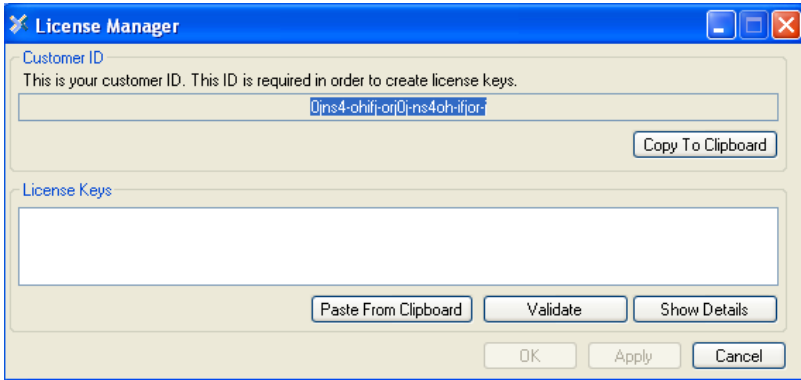 License Manager
Customer ID
This is your customer ID. This ID is required in order to create license keys.
0jns4-ohifj-orj0j-ns4oh-ifjor-f
Copy To Clipboard
License Keys
Paste From Clipboard Validate Show Details
OK Apply Cancel